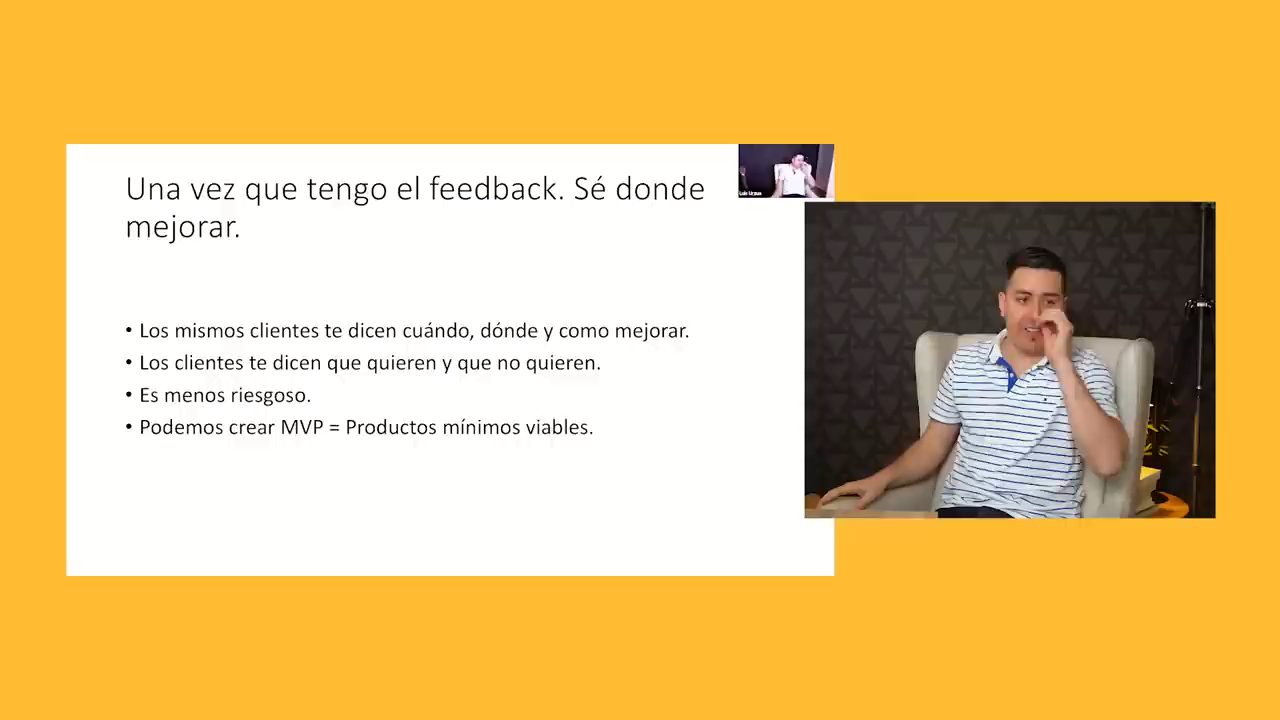 Una vez que tengo el feedback. Sé donde
mejorar.
• Los mismos clientes te dicen cuándo, dónde y como mejorar.
• Los clientes te dicen que quieren y que no quieren.
• Es menos riesgoso.
• Podemos crear MVP = Productos mínimos viables.